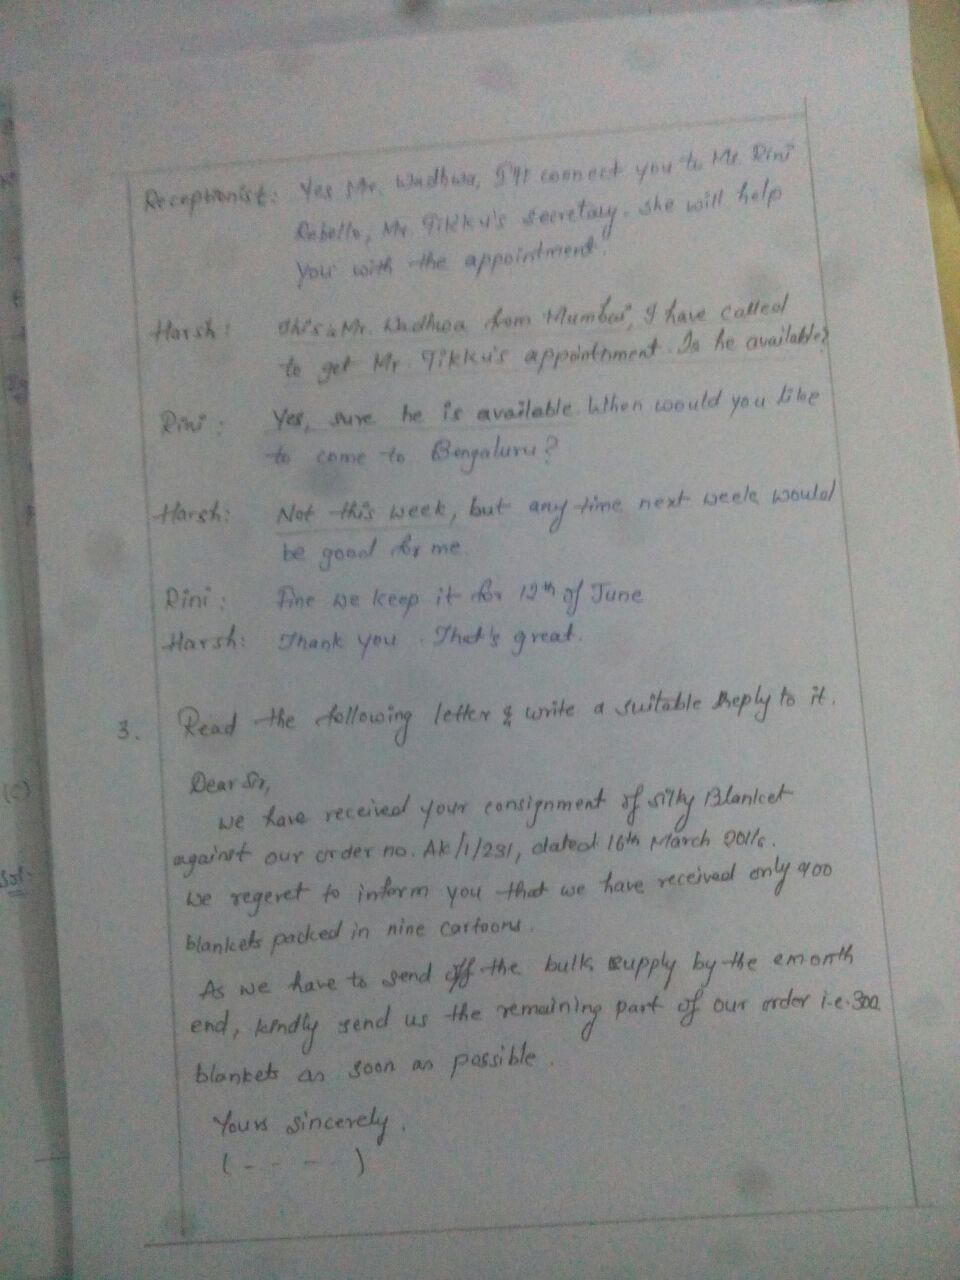 Receptionist: Yes Mr. Wadhwa, I'll connect you to Ms. Rini
Rebello, Mr. Tikku's secretary. she will help
you with the appointment.
Harsh: This is Mr. Wadhwa from Mumbai, I have called
to get Mr. Tikku's appointment. Is he available?
Rini: Yes, sure he is available. When would you like
to come to Bengaluru?
Harsh: Not this week, but any time next week would
be good for me.
Rini: Fine we keep it for 12th of June
Harsh: Thank you. That's great.
3. Read the following letter & write a suitable Reply to it.
Dear Sir,
we have received your consignment of silky Blanket
against our order no. AK/1/231, dated 16th March 2016.
we regeret to inform you that we have received only 900
blankets packed in nine cartoons.
As we have to send off the bulk supply by the emonth
end, kindly send us the remaining part of our order i.e. 300
blankets as soon as possible.
Yours sincerely,
(- - - -)
(c)
Sol: